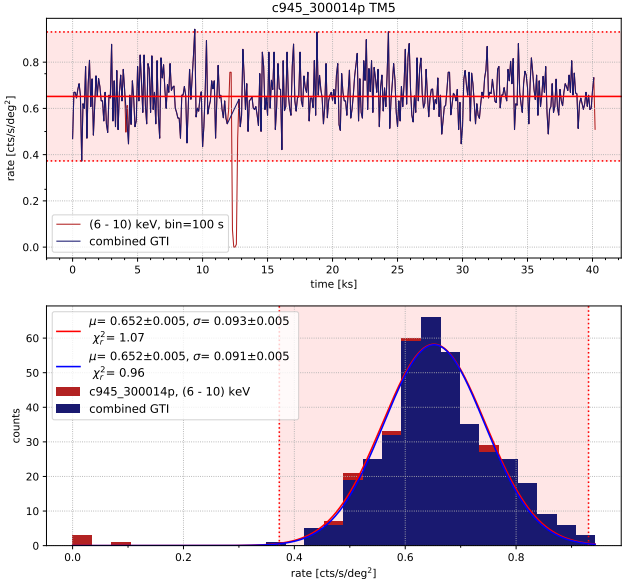 c945_300014p TM5
rate [cts/s/deg²]
0.8
0.6
0.4
0.2
0.0
(6 - 10) keV, bin=100 s
combined GTI
0 5 10 15 20 25 30 35 40
time [ks]
counts
60
50
40
30
20
10
0
μ= 0.652±0.005, σ= 0.093±0.005
χ²ᵣ= 1.07
μ= 0.652±0.005, σ= 0.091±0.005
χ²ᵣ= 0.96
c945_300014p, (6 - 10) keV
combined GTI
0.0 0.2 0.4 0.6 0.8
rate [cts/s/deg²]